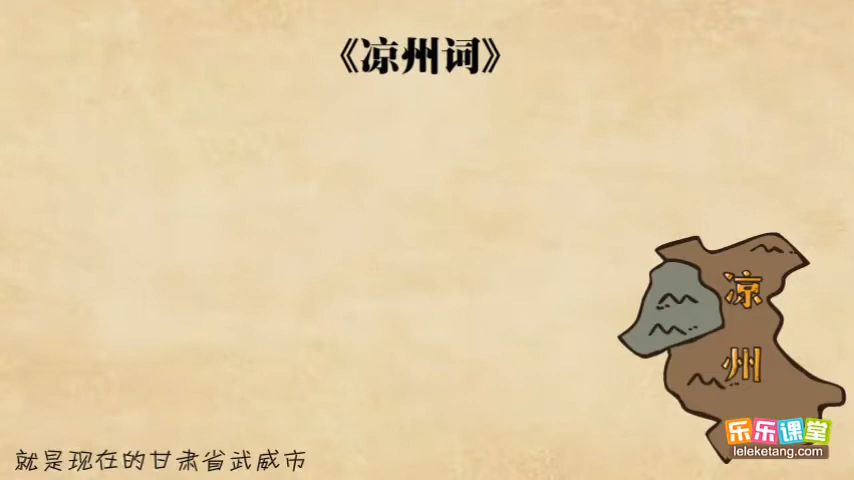 《凉州词》
凉
州
乐乐课堂
leleketang.com
就是现在的甘肃省武威市